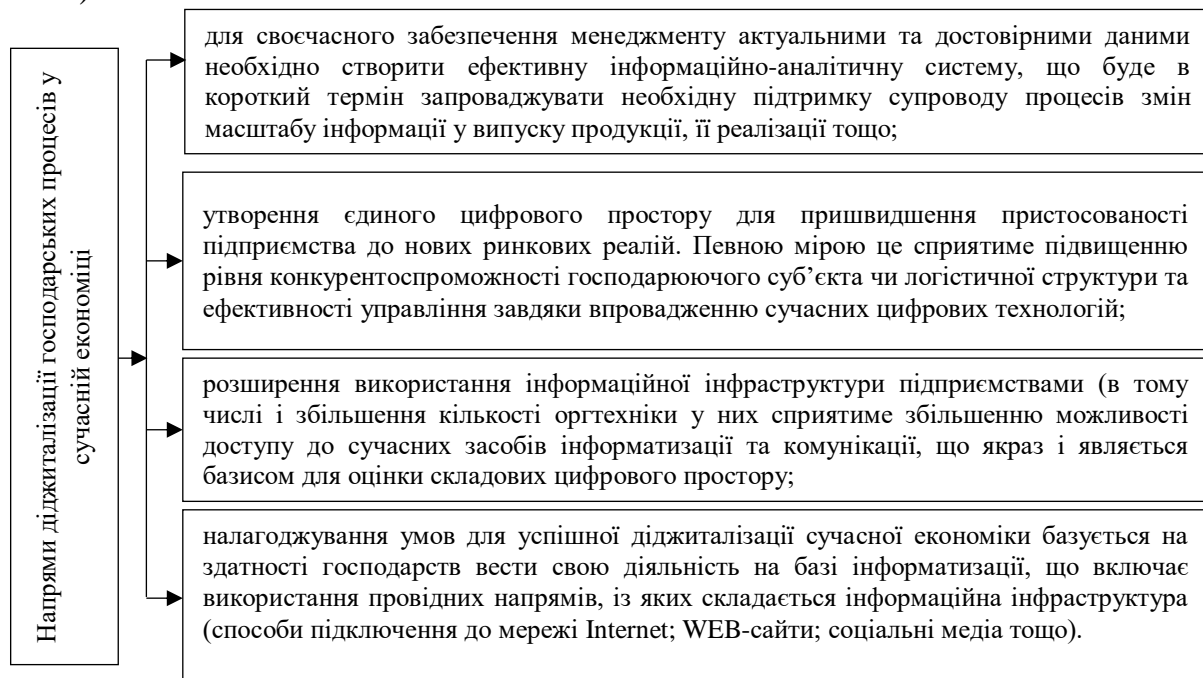 Напрями діджиталізації господарських процесів у
сучасній економіці
для своєчасного забезпечення менеджменту актуальними та достовірними даними
необхідно створити ефективну інформаційно-аналітичну систему, що буде в
короткий термін запроваджувати необхідну підтримку супроводу процесів змін
масштабу інформації у випуску продукції, її реалізації тощо;
утворення єдиного цифрового простору для пришвидшення пристосованості
підприємства до нових ринкових реалій. Певною мірою це сприятиме підвищенню
рівня конкурентоспроможності господарюючого суб’єкта чи логістичної структури та
ефективності управління завдяки впровадженню сучасних цифрових технологій;
розширення використання інформаційної інфраструктури підприємствами (в тому
числі і збільшення кількості оргтехніки у них сприятиме збільшенню можливості
доступу до сучасних засобів інформатизації та комунікації, що якраз і являється
базисом для оцінки складових цифрового простору;
налагоджування умов для успішної діджиталізації сучасної економіки базується на
здатності господарств вести свою діяльність на базі інформатизації, що включає
використання провідних напрямів, із яких складається інформаційна інфраструктура
(способи підключення до мережі Internet; WEB-сайти; соціальні медіа тощо).